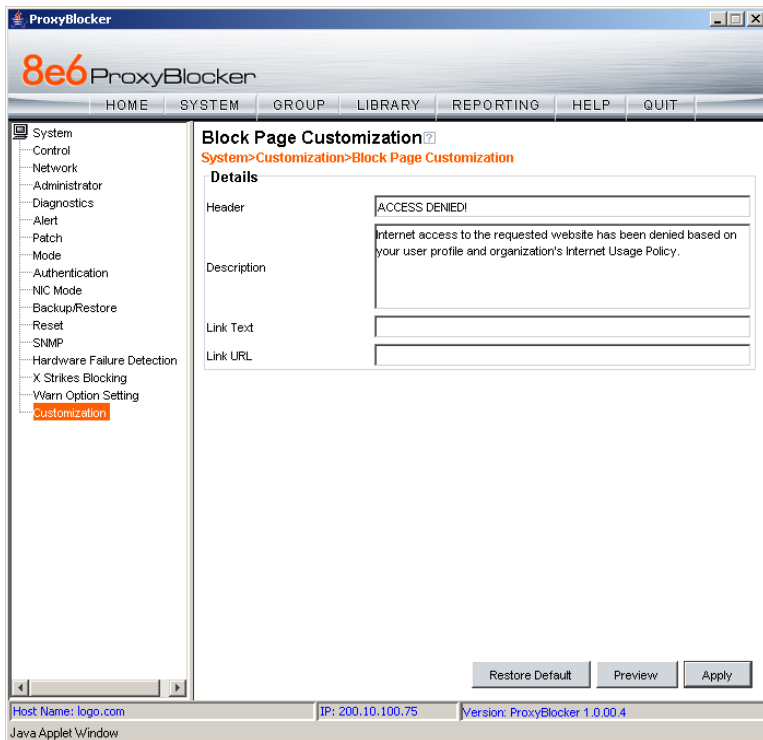 ProxyBlocker
8e6 ProxyBlocker
HOME SYSTEM GROUP LIBRARY REPORTING HELP QUIT
System
Control
Network
Administrator
Diagnostics
Alert
Patch
Mode
Authentication
NIC Mode
Backup/Restore
Reset
SNMP
Hardware Failure Detection
X Strikes Blocking
Warn Option Setting
Customization
Block Page Customization ?
System>Customization>Block Page Customization
Details
Header
ACCESS DENIED!
Description
Internet access to the requested website has been denied based on
your user profile and organization's Internet Usage Policy.
Link Text
Link URL
Restore Default Preview Apply
Host Name: logo.com IP: 200.10.100.75 Version: ProxyBlocker 1.0.00.4
Java Applet Window